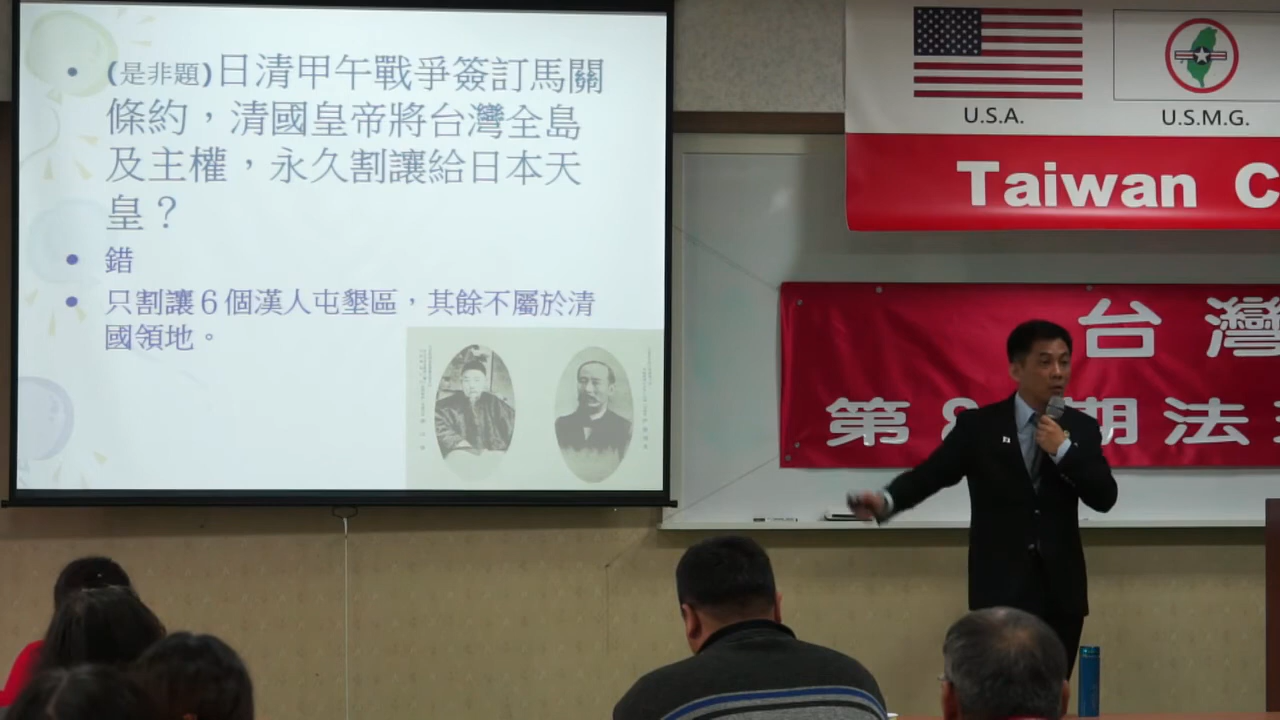 • (是非題)日清甲午戰爭簽訂馬關
條約，清國皇帝將台灣全島
及主權，永久割讓給日本天
皇？
• 錯
• 只割讓６個漢人屯墾區，其餘不屬於清
國領地。
U.S.A.
U.S.M.G.
Taiwan C
台灣
第8 期法